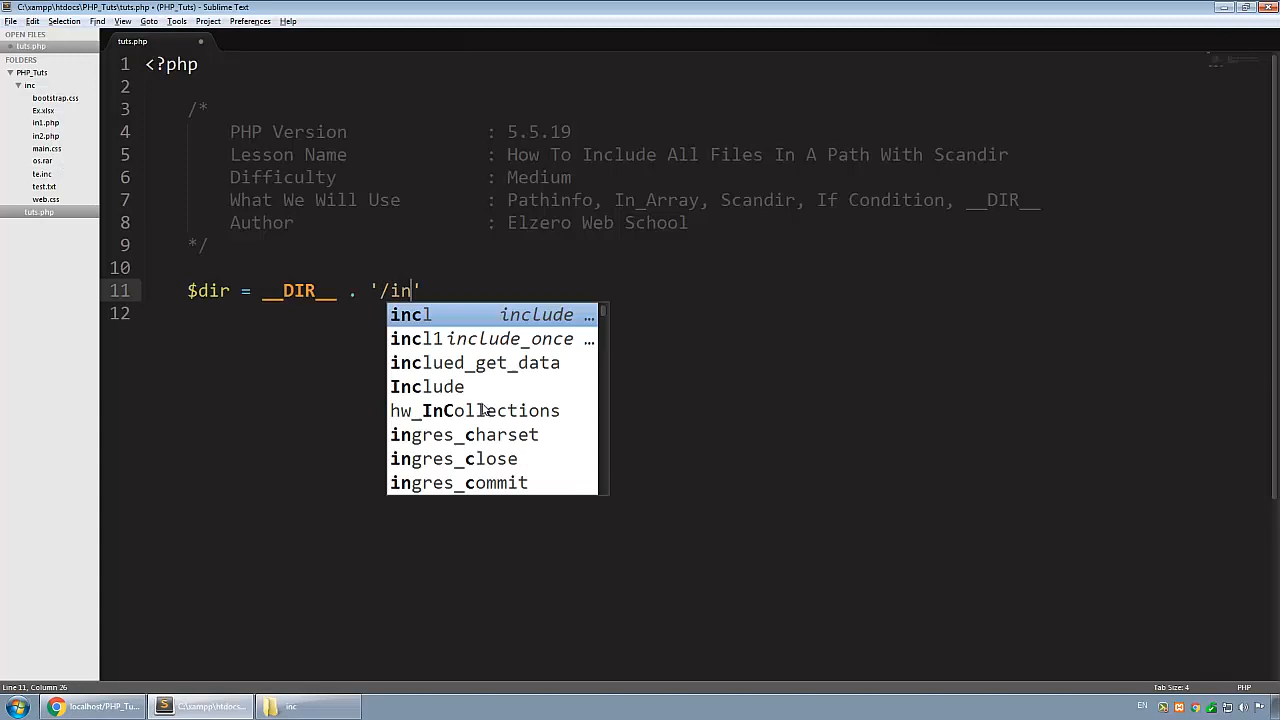 C:\xampp\htdocs\PHP_Tuts\tuts.php • (PHP_Tuts) - Sublime Text
File Edit Selection Find View Goto Tools Project Preferences Help
OPEN FILES
tuts.php
FOLDERS
PHP_Tuts
inc
bootstrap.css
Ex.xlsx
in1.php
in2.php
main.css
os.rar
te.inc
test.txt
web.css
tuts.php
tuts.php
1 <?php
2
3 /*
4 PHP Version : 5.5.19
5 Lesson Name : How To Include All Files In A Path With Scandir
6 Difficulty : Medium
7 What We Will Use : Pathinfo, In_Array, Scandir, If Condition, __DIR__
8 Author : Elzero Web School
9 */
10
11 $dir = __DIR__ . '/in'
12
incl include …
incl1 include_once …
inclued_get_data
Include
hw_InCollections
ingres_charset
ingres_close
ingres_commit
Line 11, Column 26
Tab Size: 4
PHP
localhost/PHP_Tu...
C:\xampp\htdocs...
inc
EN